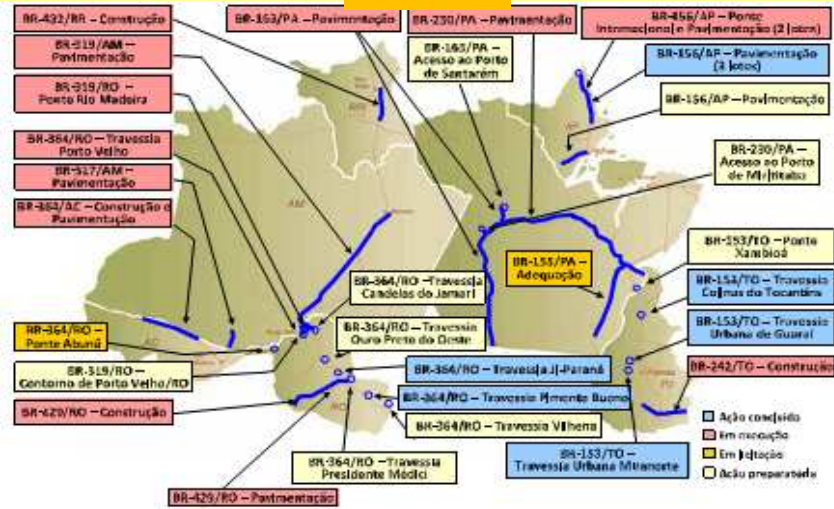 BR-432/RR – Construção
BR-163/PA – Pavimentação
BR-230/PA – Pavimentação
BR-156/AP – Ponte
Internacional e Pavimentação (2 lotes)
BR-319/AM –
Pavimentação
BR-163/PA –
Acesso ao Porto
de Santarém
BR-156/AP – Pavimentação
(3 lotes)
BR-319/RO –
Ponte Rio Madeira
BR-156/AP – Pavimentação
BR-364/RO – Travessia
Porto Velho
BR-230/PA –
Acesso ao Porto
de Miritituba
BR-317/AM –
Pavimentação
BR-364/AC – Construção e
Pavimentação
AM
BR-153/TO – Ponte
Xambioá
BR-155/PA –
Adequação
BR-364/RO – Travessia
Candeias do Jamari
BR-153/TO – Travessia
Colinas do Tocantins
BR-364/RO –
Ponte Abunã
BR-364/RO – Travessia
Ouro Preto do Oeste
BR-153/TO – Travessia
Urbana de Guaraí
AC
BR-319/RO –
Contorno de Porto Velho/RO
BR-364/RO – Travessia Ji-Paraná
BR-242/TO – Construção
TO
BR-429/RO – Construção
RO
BR-364/RO – Travessia Pimenta Bueno
BR-364/RO – Travessia Vilhena
Ação concluída
Em execução
Em licitação
Ação preparatória
BR-364/RO – Travessia
Presidente Médici
BR-153/TO –
Travessia Urbana Miranorte
BR-429/RO – Pavimentação